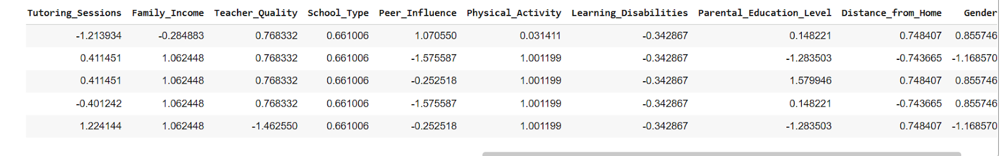 Tutoring_Sessions Family_Income Teacher_Quality School_Type Peer_Influence Physical_Activity Learning_Disabilities Parental_Education_Level Distance_from_Home Gender
-1.213934 -0.284883 0.768332 0.661006 1.070550 0.031411 -0.342867 0.148221 0.748407 0.855746
0.411451 1.062448 0.768332 0.661006 -1.575587 1.001199 -0.342867 -1.283503 -0.743665 -1.168570
0.411451 1.062448 0.768332 0.661006 -0.252518 1.001199 -0.342867 1.579946 0.748407 0.855746
-0.401242 1.062448 0.768332 0.661006 -1.575587 1.001199 -0.342867 0.148221 -0.743665 0.855746
1.224144 1.062448 -1.462550 0.661006 -0.252518 1.001199 -0.342867 -1.283503 0.748407 -1.168570